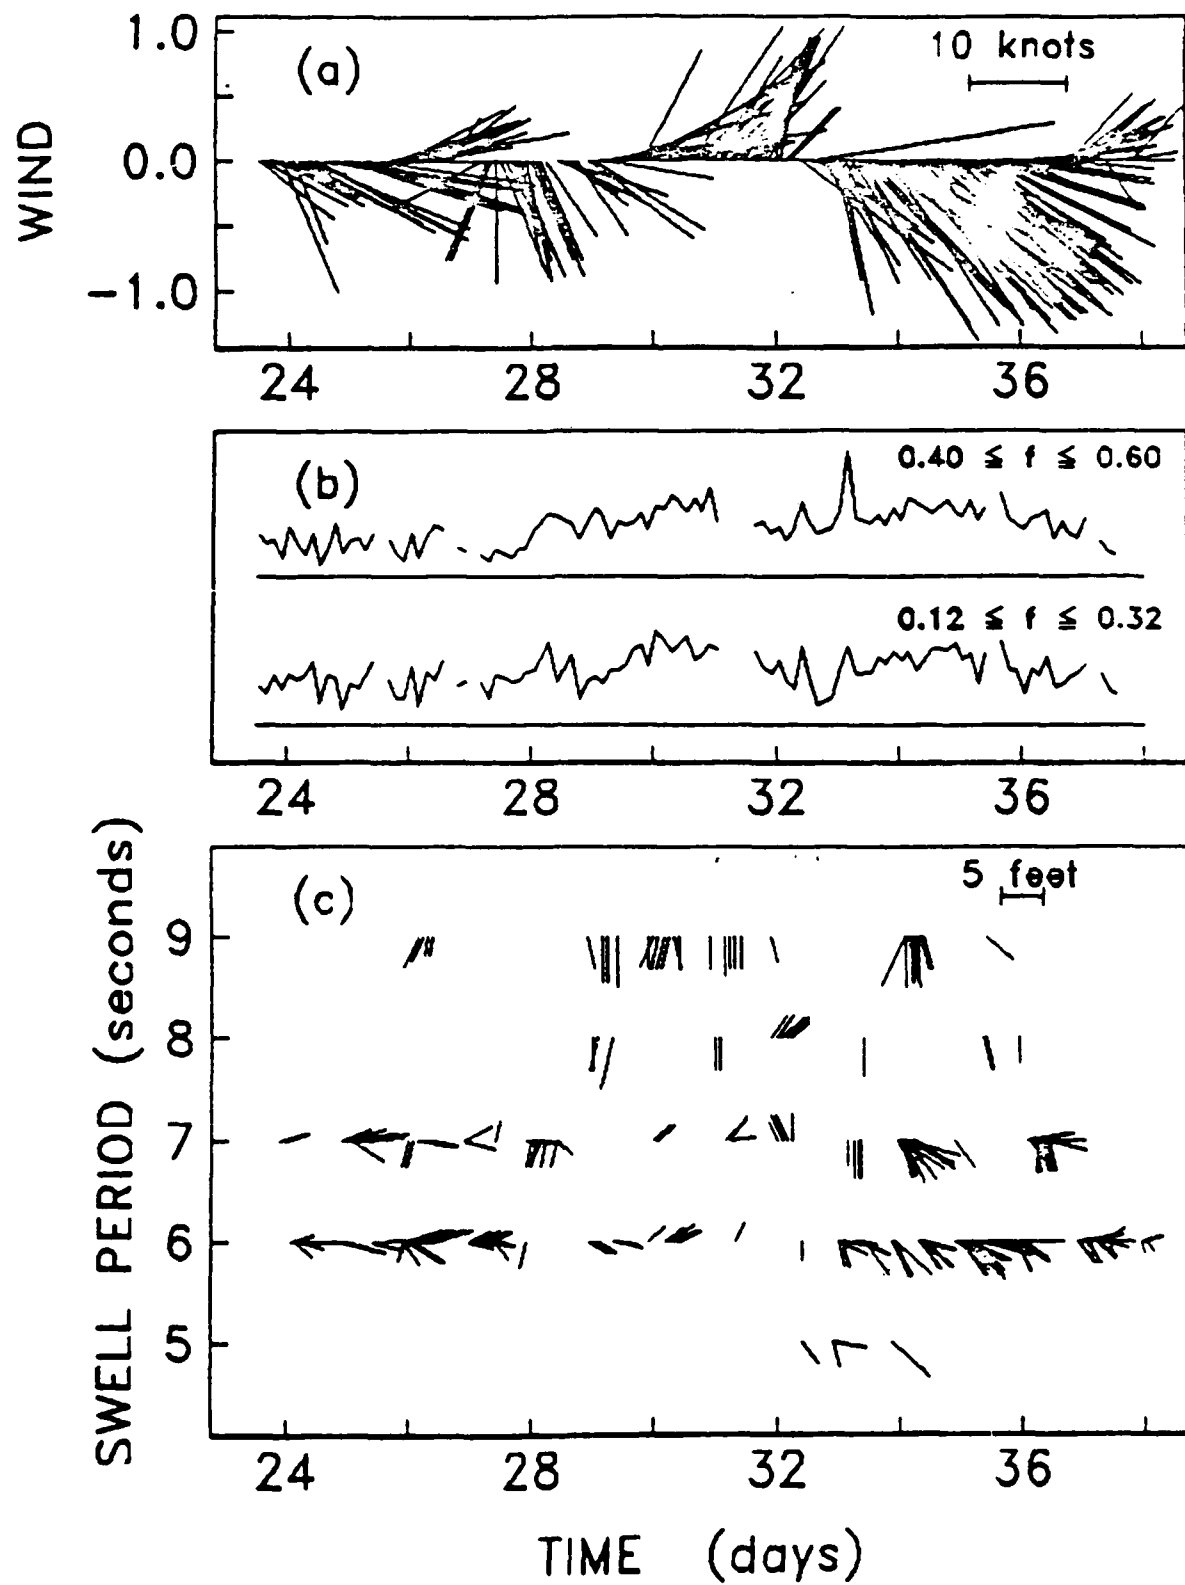 (a)
10 knots
WIND
1.0
0.0
-1.0
24 28 32 36
(b)
0.40 ≦ f ≦ 0.60
0.12 ≦ f ≦ 0.32
24 28 32 36
(c)
5 feet
SWELL PERIOD (seconds)
9
8
7
6
5
24 28 32 36
TIME (days)